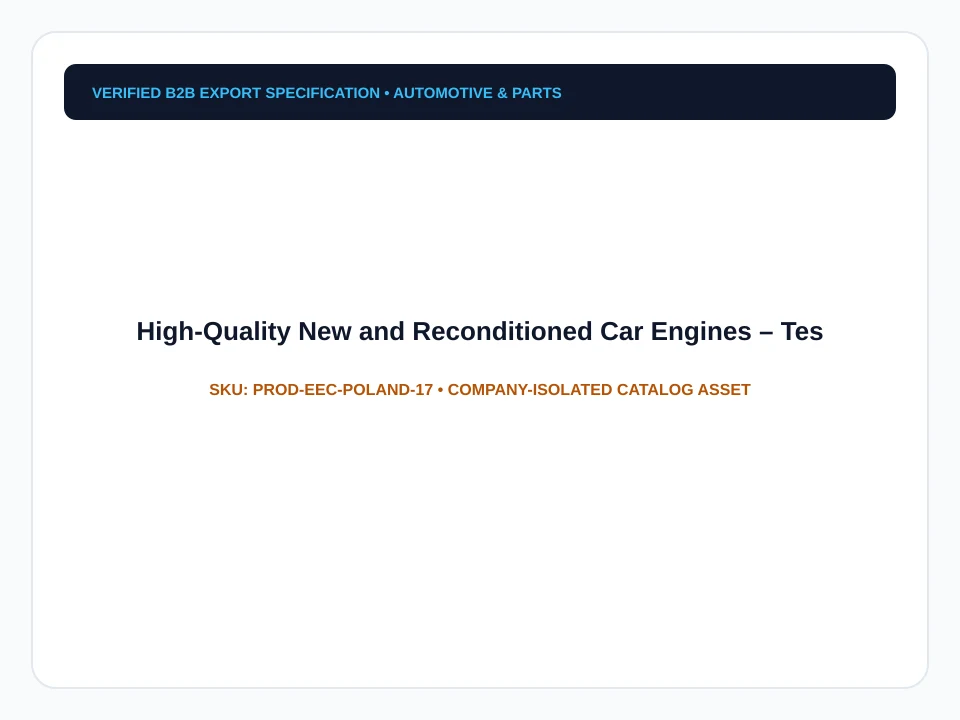 VERIFIED B2B EXPORT SPECIFICATION • AUTOMOTIVE & PARTS
High-Quality New and Reconditioned Car Engines – Tes
SKU: PROD-EEC-POLAND-17 • COMPANY-ISOLATED CATALOG ASSET